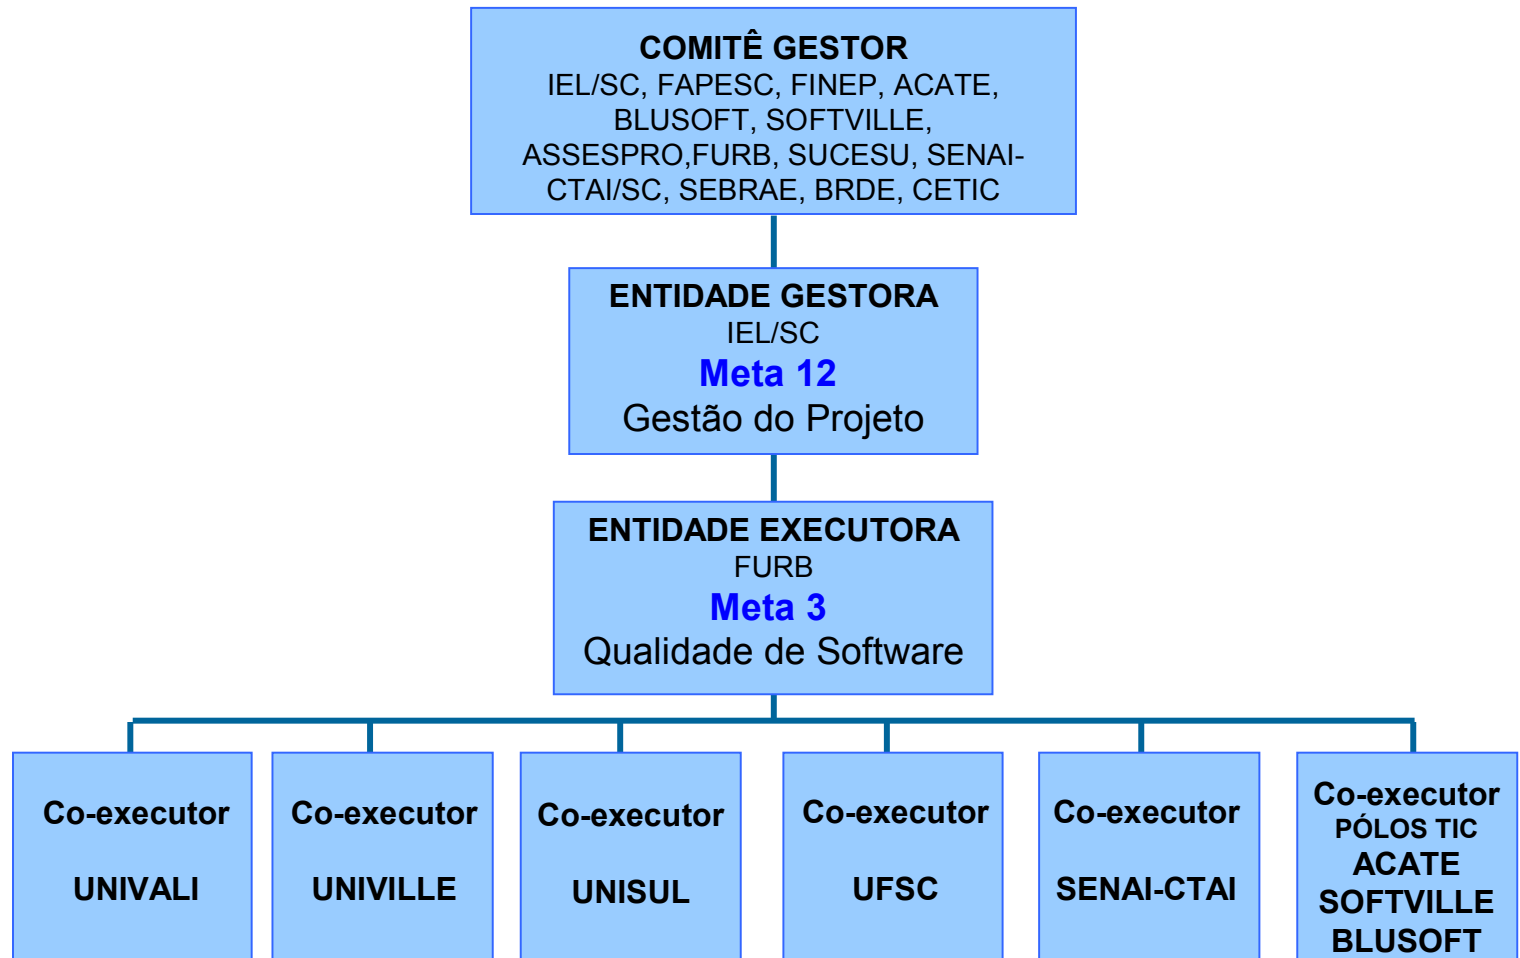 COMITÊ GESTOR
IEL/SC, FAPESC, FINEP, ACATE,
BLUSOFT, SOFTVILLE,
ASSESPRO,FURB, SUCESU, SENAI-
CTAI/SC, SEBRAE, BRDE, CETIC
ENTIDADE GESTORA
IEL/SC
Meta 12
Gestão do Projeto
ENTIDADE EXECUTORA
FURB
Meta 3
Qualidade de Software
Co-executor
UNIVALI
Co-executor
UNIVILLE
Co-executor
UNISUL
Co-executor
UFSC
Co-executor
SENAI-CTAI
Co-executor
PÓLOS TIC
ACATE
SOFTVILLE
BLUSOFT